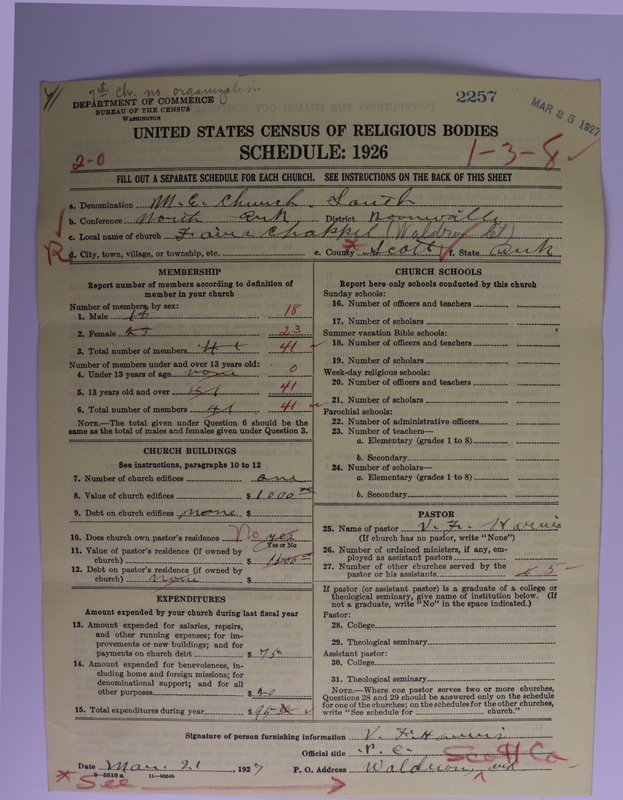 7th Ch. no organization
DEPARTMENT OF COMMERCE
BUREAU OF THE CENSUS
WASHINGTON
2257
MAR 25 1927
UNITED STATES CENSUS OF RELIGIOUS BODIES
SCHEDULE: 1926
2-0
1-3-8
FILL OUT A SEPARATE SCHEDULE FOR EACH CHURCH. SEE INSTRUCTIONS ON THE BACK OF THIS SHEET
a. Denomination M. E. Church. South
b. Conference North Ark District Booneville
c. Local name of church Chappel (Waldron Ct)
R
d. City, town, village, or township, etc. e. County * Scott f. State Ark
MEMBERSHIP
Report number of members according to definition of
member in your church
Number of members by sex:
1. Male 18
2. Female 23
3. Total number of members 41 41
Number of members under and over 13 years old:
4. Under 13 years of age none 0
5. 13 years old and over 41
6. Total number of members 41 41
NOTE.—The total given under Question 6 should be
the same as the total of males and females given under Question 3.
CHURCH BUILDINGS
See instructions, paragraphs 10 to 12
7. Number of church edifices one
8. Value of church edifices $1000
9. Debt on church edifices none $
10. Does church own pastor's residence No yes
Yes or No
11. Value of pastor's residence (if owned by
church) $
12. Debt on pastor's residence (if owned by
church) none $
EXPENDITURES
Amount expended by your church during last fiscal year
13. Amount expended for salaries, repairs,
and other running expenses; for im-
provements or new buildings; and for
payments on church debt $75
14. Amount expended for benevolences, in-
cluding home and foreign missions; for
denominational support; and for all
other purposes $20
15. Total expenditures during year $95
CHURCH SCHOOLS
Report here only schools conducted by this church
Sunday schools:
16. Number of officers and teachers
17. Number of scholars
Summer vacation Bible schools:
18. Number of officers and teachers
19. Number of scholars
Week-day religious schools:
20. Number of officers and teachers
21. Number of scholars
Parochial schools:
22. Number of administrative officers
23. Number of teachers—
a. Elementary (grades 1 to 8)
b. Secondary
24. Number of scholars—
a. Elementary (grades 1 to 8)
b. Secondary
PASTOR
25. Name of pastor V. F. Harris
(If church has no pastor, write "None")
26. Number of ordained ministers, if any, em-
ployed as assistant pastors
27. Number of other churches served by the
pastor or his assistants 5
If pastor (or assistant pastor) is a graduate of a college or
theological seminary, give name of institution below. (If
not a graduate, write "No" in the space indicated.)
Pastor:
28. College
29. Theological seminary
Assistant pastor:
30. College
31. Theological seminary
NOTE.—Where one pastor serves two or more churches,
Questions 28 and 29 should be answered only on the schedule
for one of the churches; on the schedules for the other churches,
write "See schedule for church."
Signature of person furnishing information V. F. Harris
Official title P. C.
Scott Co
Date Mar. 21, 1927 P. O. Address Waldron, Ark
8—5518 a 11—9064b
* See